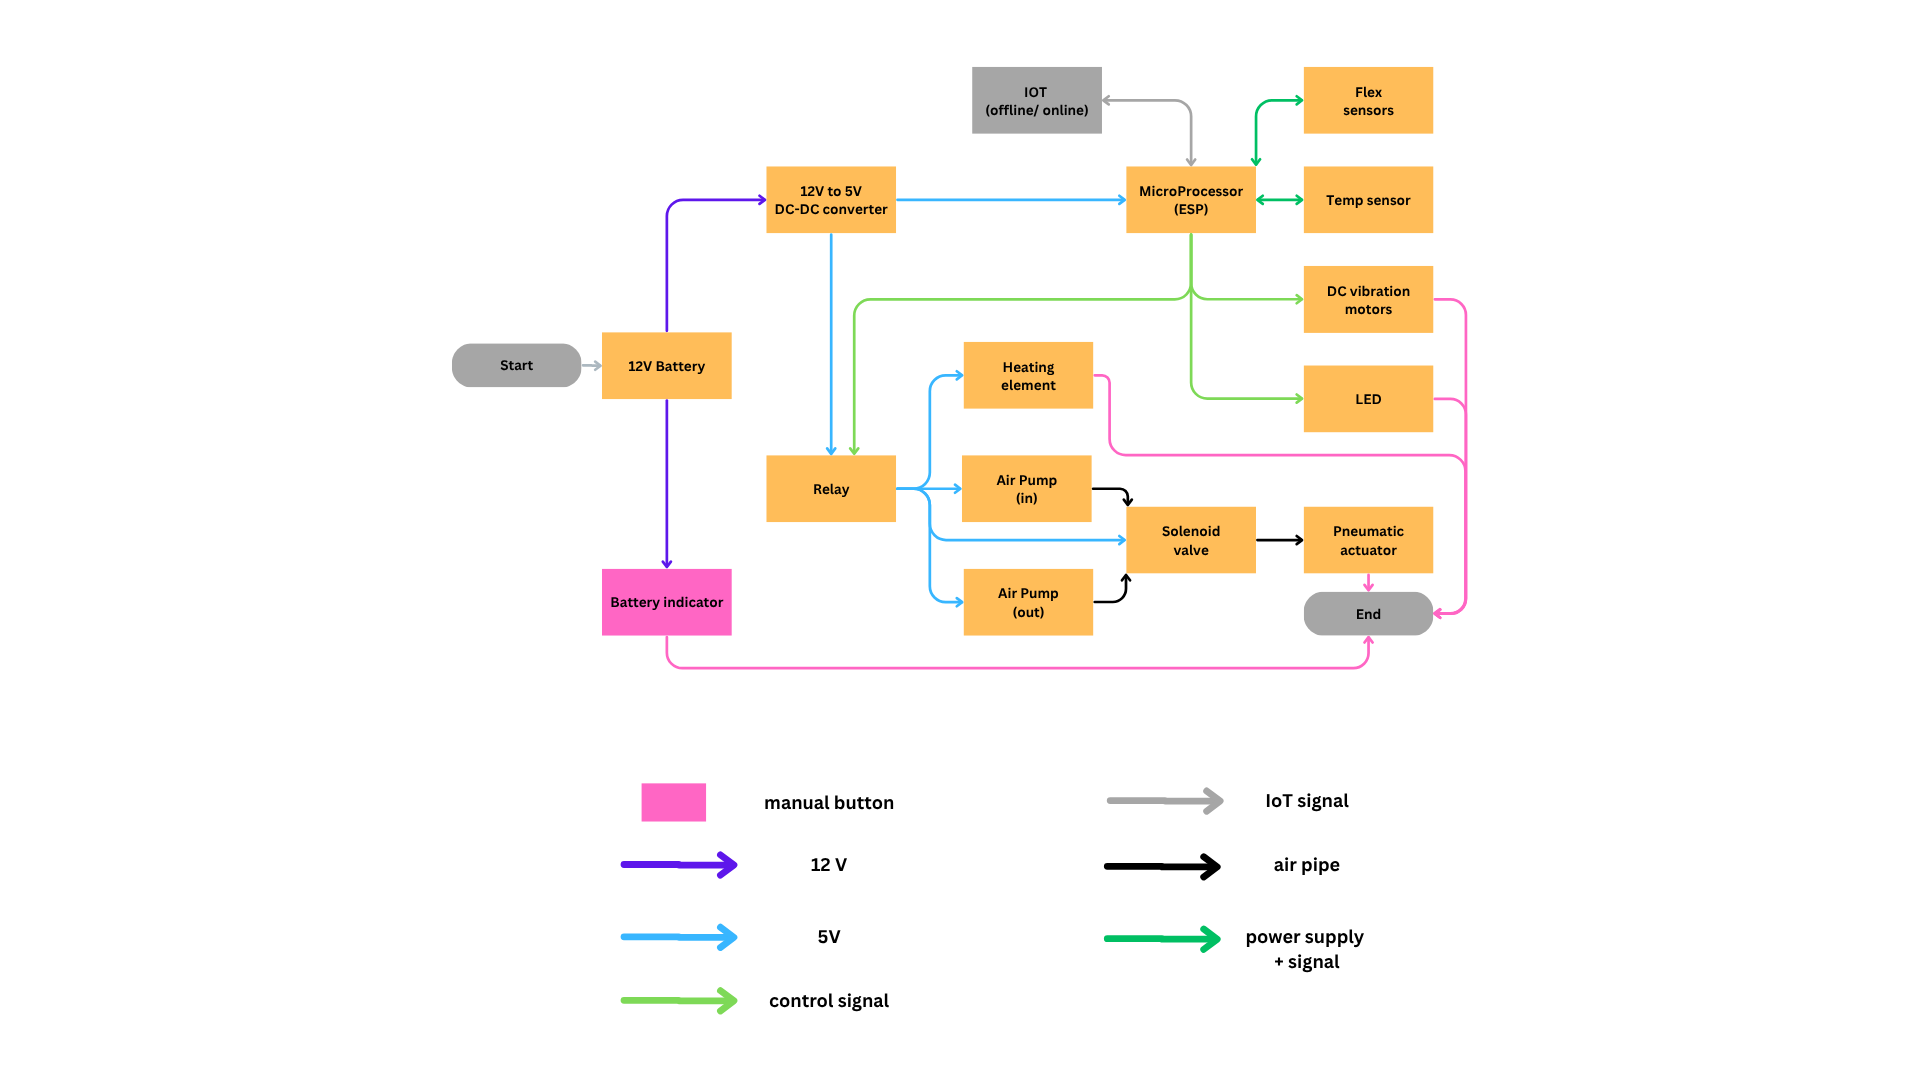 IOT
(offline/ online)
Flex
sensors
12V to 5V
DC-DC converter
MicroProcessor
(ESP)
Temp sensor
DC vibration
motors
Start
12V Battery
Heating
element
LED
Relay
Air Pump
(in)
Solenoid
valve
Pneumatic
actuator
Battery indicator
Air Pump
(out)
End
manual button
IoT signal
12 V
air pipe
5V
power supply
+ signal
control signal